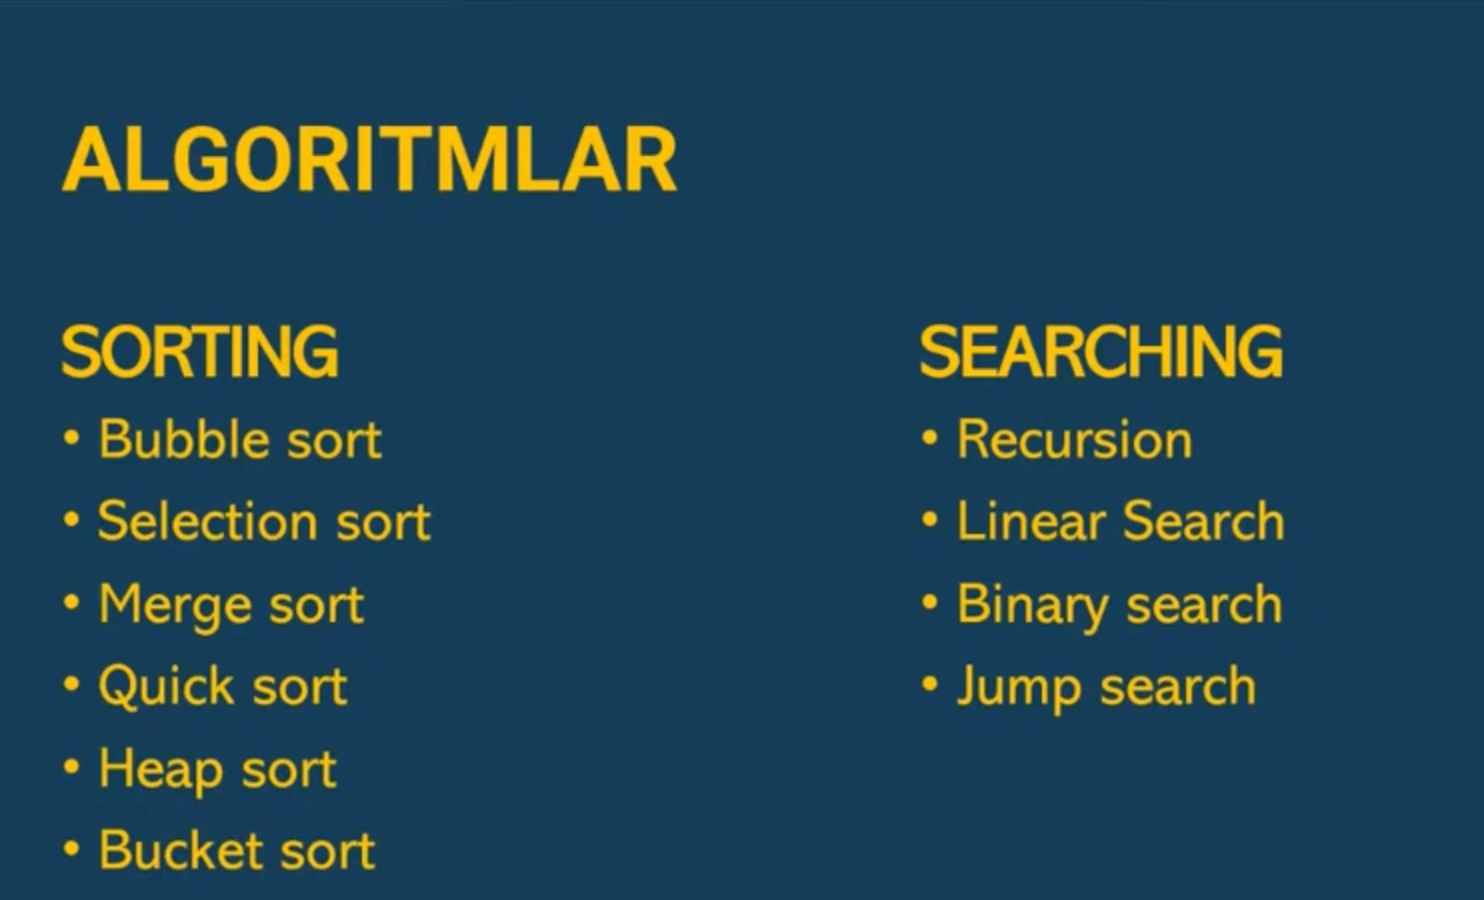 ALGORITMLAR
SORTING
• Bubble sort
• Selection sort
• Merge sort
• Quick sort
• Heap sort
• Bucket sort
SEARCHING
• Recursion
• Linear Search
• Binary search
• Jump search